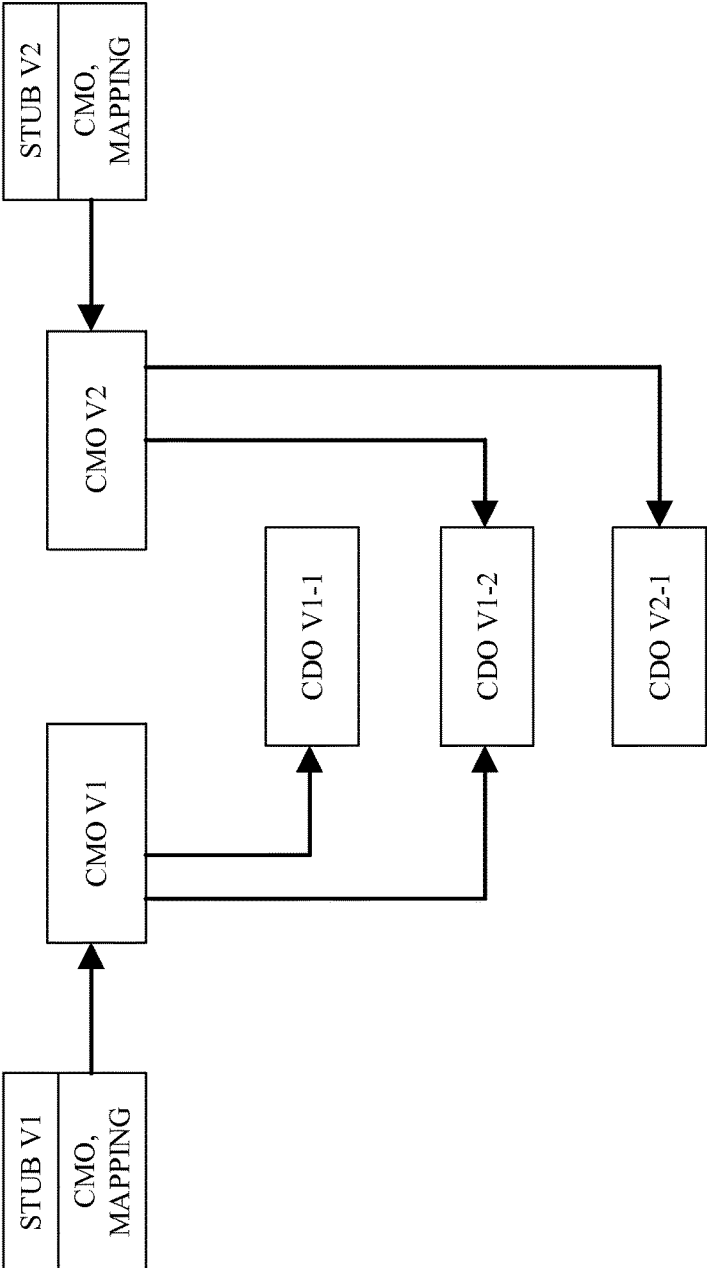 STUB V1
CMO,
MAPPING
CMO V1
CMO V2
STUB V2
CMO,
MAPPING
CDO V1-1
CDO V1-2
CDO V2-1